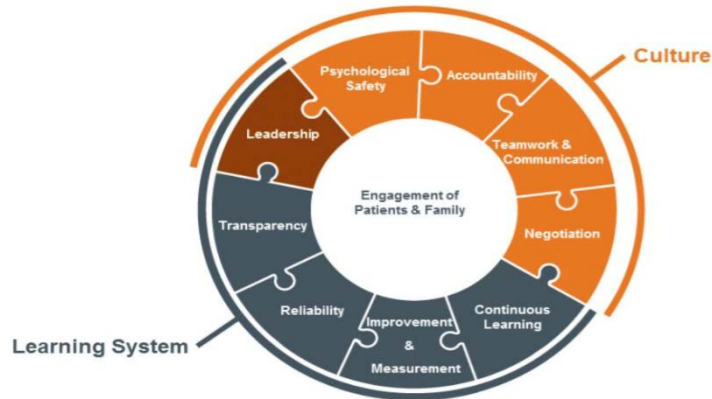 Culture
Psychological
Safety
Accountability
Leadership
Teamwork &
Communication
Engagement of
Patients & Family
Transparency
Negotiation
Reliability
Improvement
&
Measurement
Continuous
Learning
Learning System